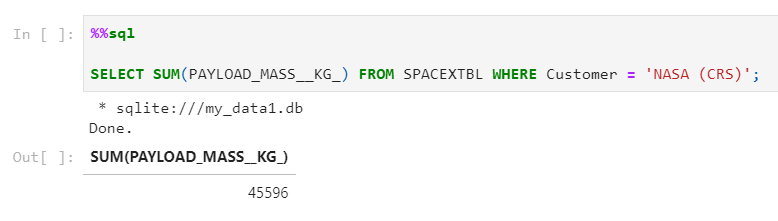 In [ ]: %%sql
SELECT SUM(PAYLOAD_MASS__KG_) FROM SPACEXTBL WHERE Customer = 'NASA (CRS)';
* sqlite:///my_data1.db
Done.
Out[ ]: SUM(PAYLOAD_MASS__KG_)
45596